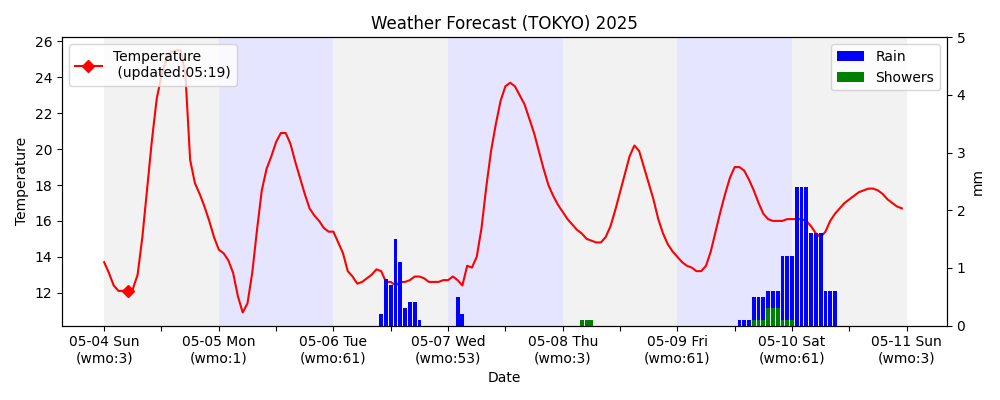 Weather Forecast (TOKYO) 2025
Temperature
(updated:05:19)
Rain
Showers
26
24
22
20
18
16
14
12
Temperature
5
4
3
2
1
0
mm
05-04 Sun
(wmo:3)
05-05 Mon
(wmo:1)
05-06 Tue
(wmo:61)
05-07 Wed
(wmo:53)
05-08 Thu
(wmo:3)
05-09 Fri
(wmo:61)
05-10 Sat
(wmo:61)
05-11 Sun
(wmo:3)
Date